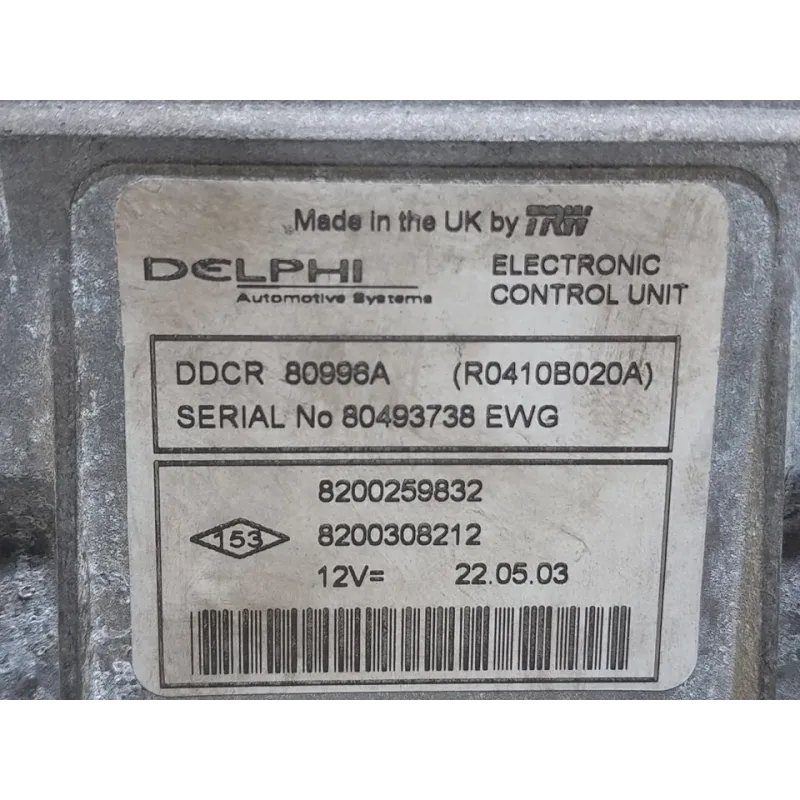 Made in the UK by TRW
DELPHI
Automotive Systems
ELECTRONIC
CONTROL UNIT
DDCR 80996A (R0410B020A)
SERIAL No 80493738 EWG
8200259832
153 8200308212
12V= 22.05.03